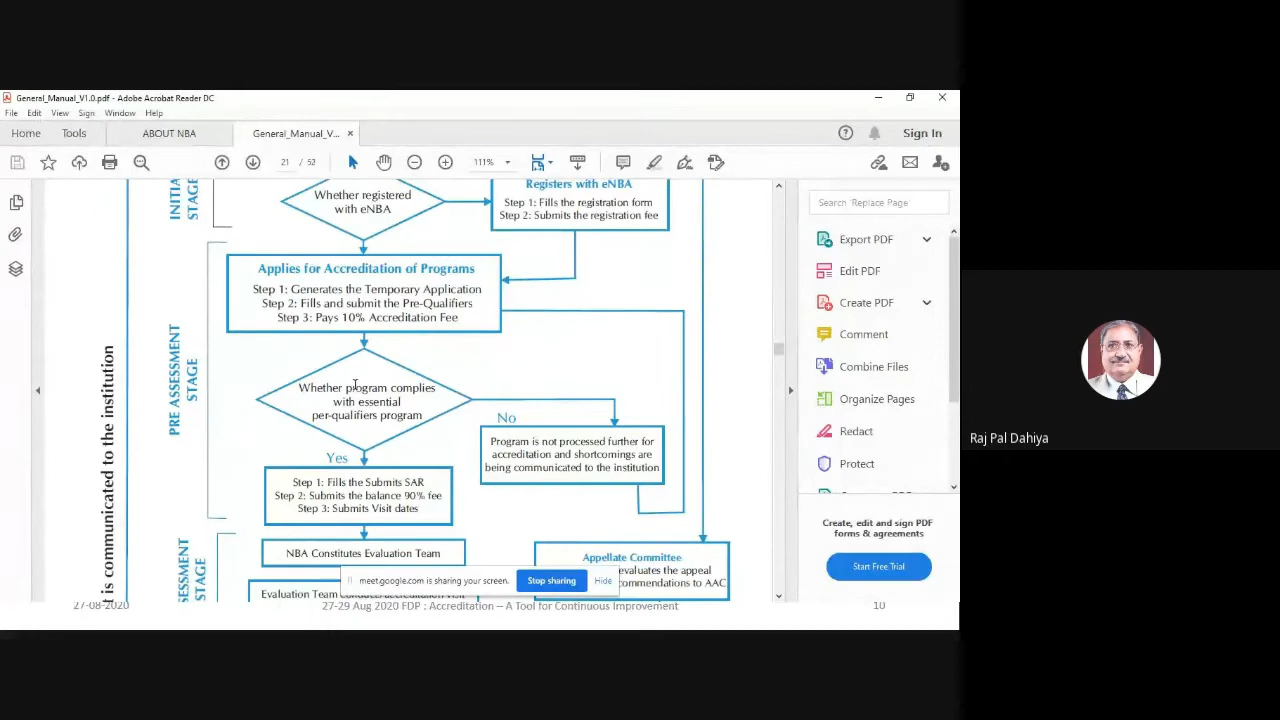 General_Manual_V1.0.pdf - Adobe Acrobat Reader DC
File Edit View Sign Window Help
Home Tools ABOUT NBA General_Manual_V... × Sign In
21 / 52 111%
INITIA
STAGE
Whether registered
with eNBA
Registers with eNBA
Step 1: Fills the registration form
Step 2: Submits the registration fee
PRE ASSESSMENT
STAGE
Applies for Accreditation of Programs
Step 1: Generates the Temporary Application
Step 2: Fills and submit the Pre-Qualifiers
Step 3: Pays 10% Accreditation Fee
Whether program complies
with essential
per-qualifiers program
No
Program is not processed further for
accreditation and shortcomings are
being communicated to the institution
Yes
Step 1: Fills the Submits SAR
Step 2: Submits the balance 90% fee
Step 3: Submits Visit dates
t is communicated to the institution
SESSMENT
STAGE
NBA Constitutes Evaluation Team
Evaluation Team conducts accreditation visit
Appellate Committee
evaluates the appeal
commendations to AAC
meet.google.com is sharing your screen. Stop sharing Hide
27-08-2020 27-29 Aug 2020 FDP : Accreditation – A Tool for Continuous Improvement 10
Search 'Replace Page'
Export PDF
Edit PDF
Create PDF
Comment
Combine Files
Organize Pages
Redact
Protect
Create, edit and sign PDF
forms & agreements
Start Free Trial
Raj Pal Dahiya